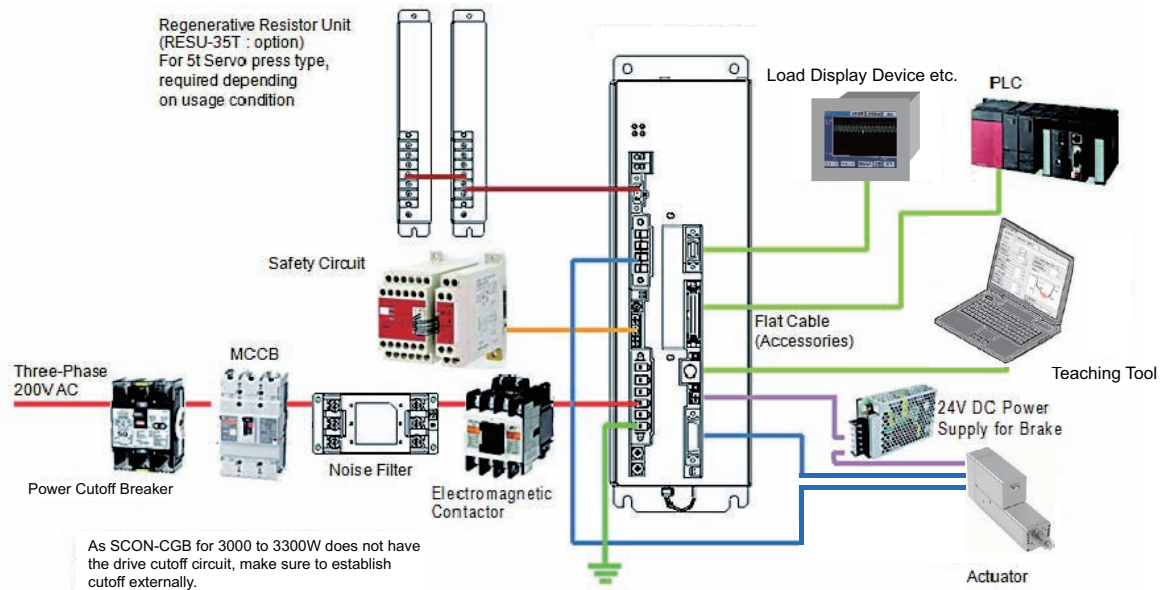 Regenerative Resistor Unit
(RESU-35T : option)
For 5t Servo press type,
required depending
on usage condition
Load Display Device etc.
PLC
Safety Circuit
Flat Cable
(Accessories)
MCCB
Three-Phase
200V AC
Teaching Tool
24V DC Power
Supply for Brake
Noise Filter
Power Cutoff Breaker
Electromagnetic
Contactor
As SCON-CGB for 3000 to 3300W does not have
the drive cutoff circuit, make sure to establish
cutoff externally.
Actuator